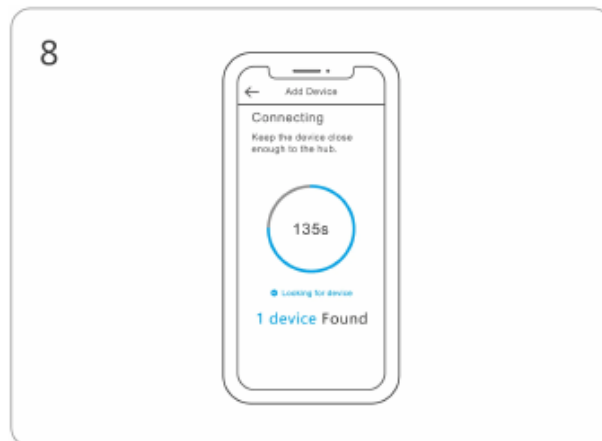 8
Add Device
Connecting
Keep the device close
enough to the hub.
135s
Looking for device
1 device Found